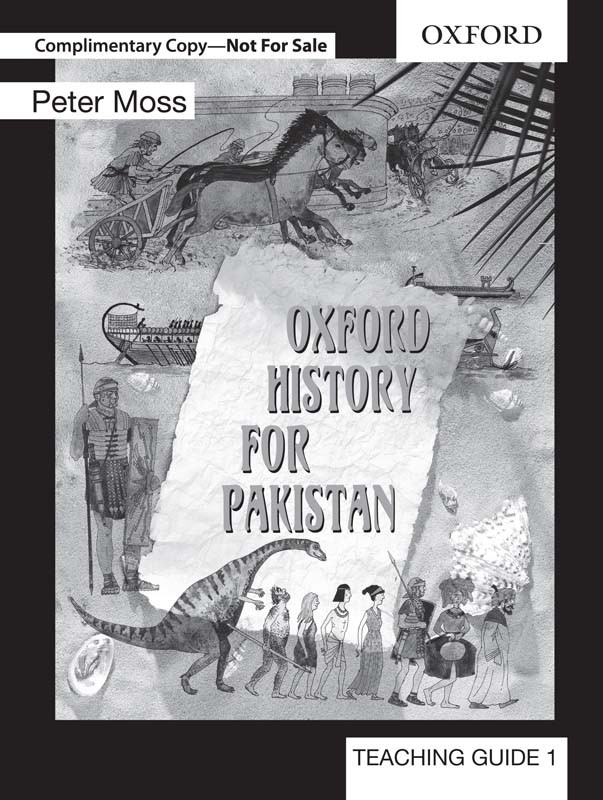 Complimentary Copy—Not For Sale
OXFORD
Peter Moss
OXFORD
HISTORY
FOR
PAKISTAN
TEACHING GUIDE 1